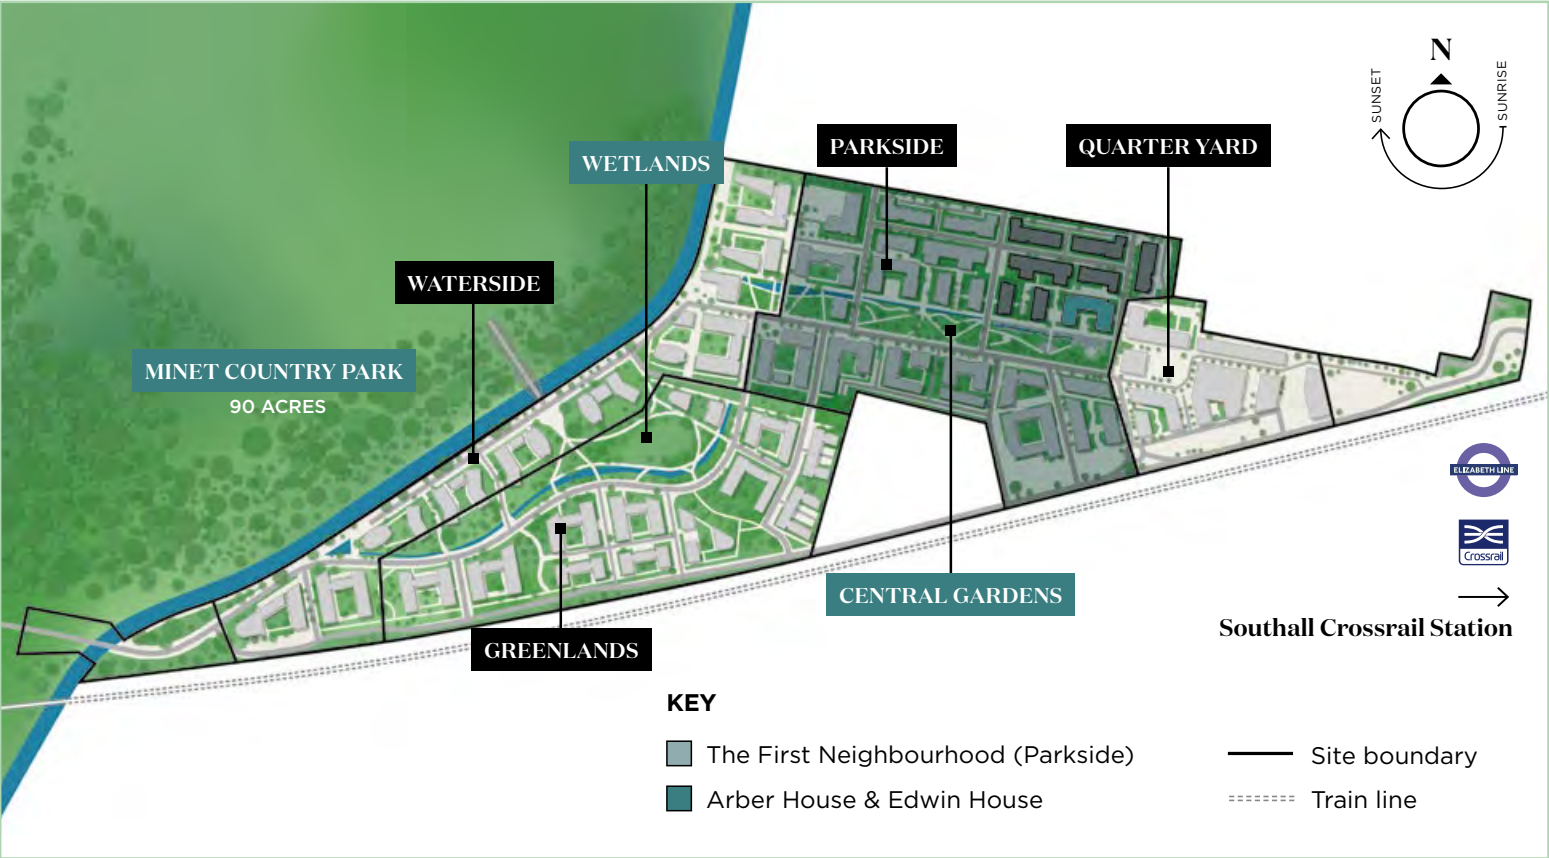 N
SUNSET
SUNRISE
PARKSIDE
QUARTER YARD
WETLANDS
WATERSIDE
MINET COUNTRY PARK
90 ACRES
ELIZABETH LINE
Crossrail
CENTRAL GARDENS
Southall Crossrail Station
GREENLANDS
KEY
The First Neighbourhood (Parkside)
Site boundary
Arber House & Edwin House
Train line